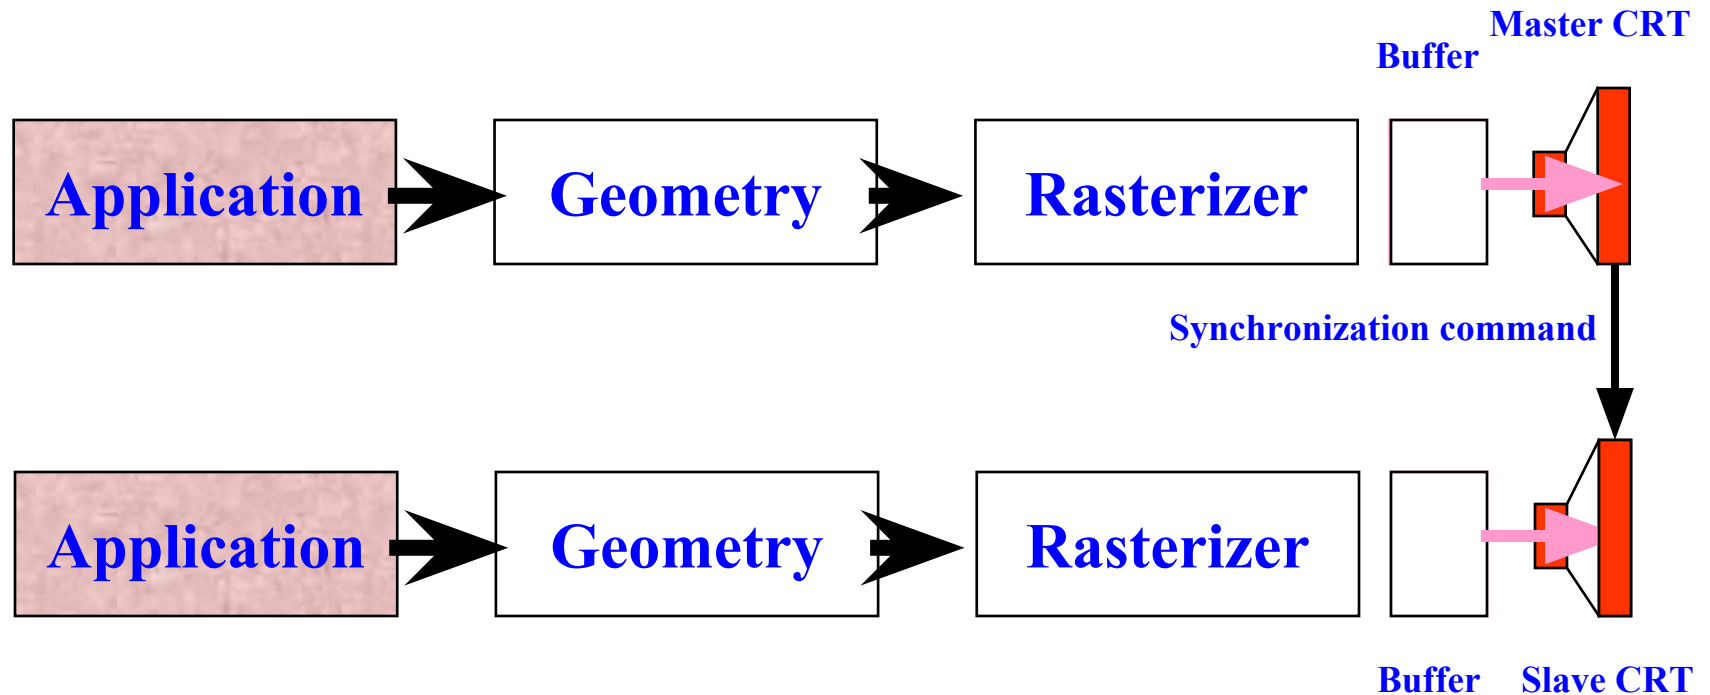 Master CRT
Buffer
Application
Geometry
Rasterizer
Synchronization command
Application
Geometry
Rasterizer
Buffer
Slave CRT